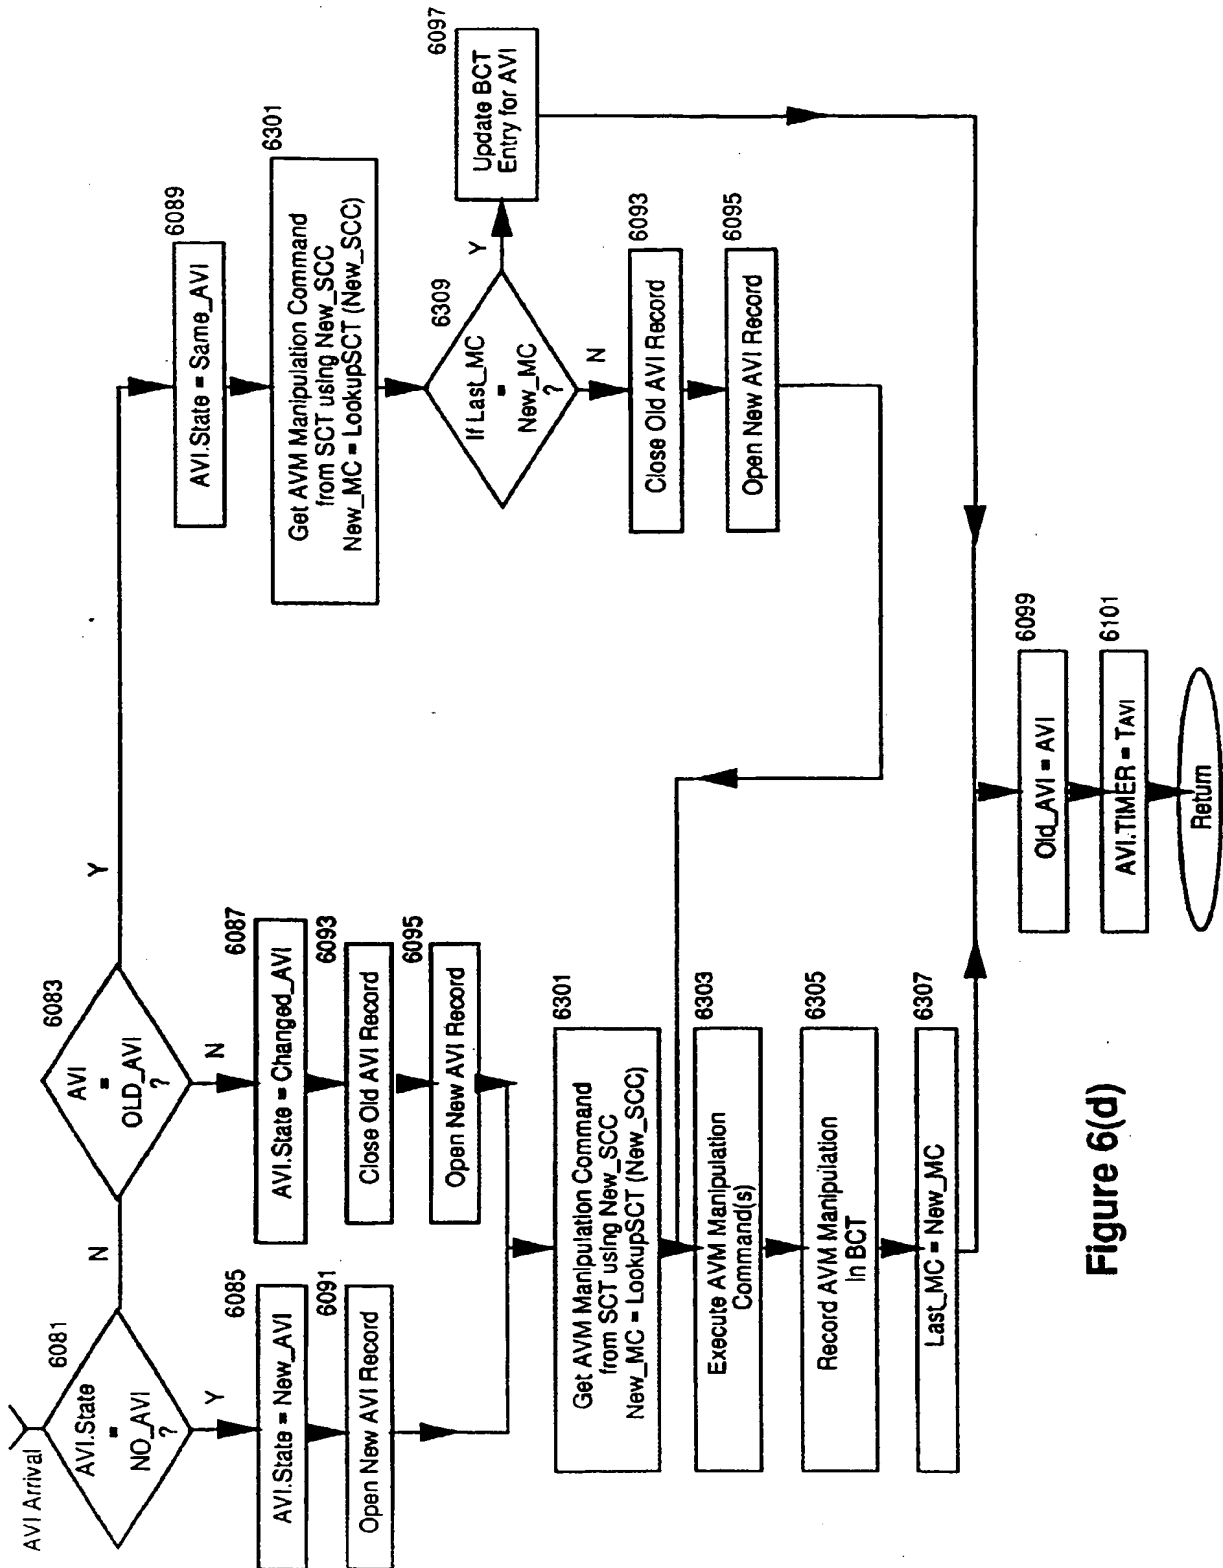 AVI Arrival
6081
AVI.State
=
NO_AVI
?
N
Y
6083
AVI
=
OLD_AVI
?
Y
N
6085
AVI.State = New_AVI
6091
Open New AVI Record
6087
AVI.State = Changed_AVI
6093
Close Old AVI Record
6095
Open New AVI Record
6089
AVI.State = Same_AVI
6301
Get AVM Manipulation Command
from SCT using New_SCC
New_MC = LookupSCT (New_SCC)
6309
If Last_MC
=
New_MC
?
Y
N
6097
Update BCT
Entry for AVI
6093
Close Old AVI Record
6095
Open New AVI Record
6301
Get AVM Manipulation Command
from SCT using New_SCC
New_MC = LookupSCT (New_SCC)
6303
Execute AVM Manipulation
Command(s)
6305
Record AVM Manipulation
In BCT
6307
Last_MC = New_MC
6099
Old_AVI = AVI
6101
AVI.TIMER = TAVI
Return
Figure 6(d)